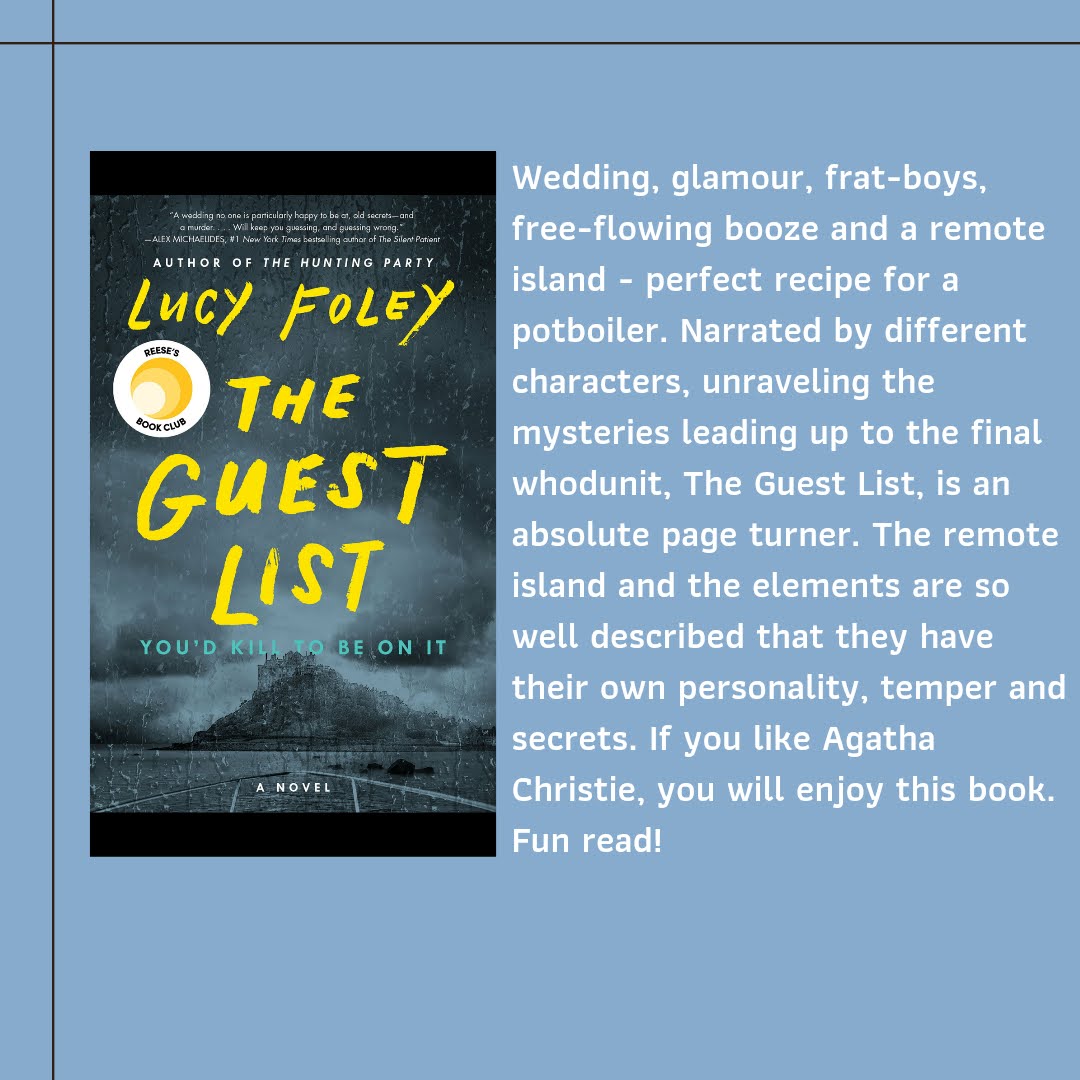 "A wedding no one is particularly happy to be at, old secrets—and
a murder. . . . . Will keep you guessing, and guessing wrong."
—ALEX MICHAELIDES, #1 New York Times bestselling author of The Silent Patient
AUTHOR OF THE HUNTING PARTY
LUCY FOLEY
REESE'S
BOOK CLUB
THE
GUEST
LIST
YOU'D KILL TO BE ON IT
A NOVEL
Wedding, glamour, frat-boys,
free-flowing booze and a remote
island - perfect recipe for a
potboiler. Narrated by different
characters, unraveling the
mysteries leading up to the final
whodunit, The Guest List, is an
absolute page turner. The remote
island and the elements are so
well described that they have
their own personality, temper and
secrets. If you like Agatha
Christie, you will enjoy this book.
Fun read!